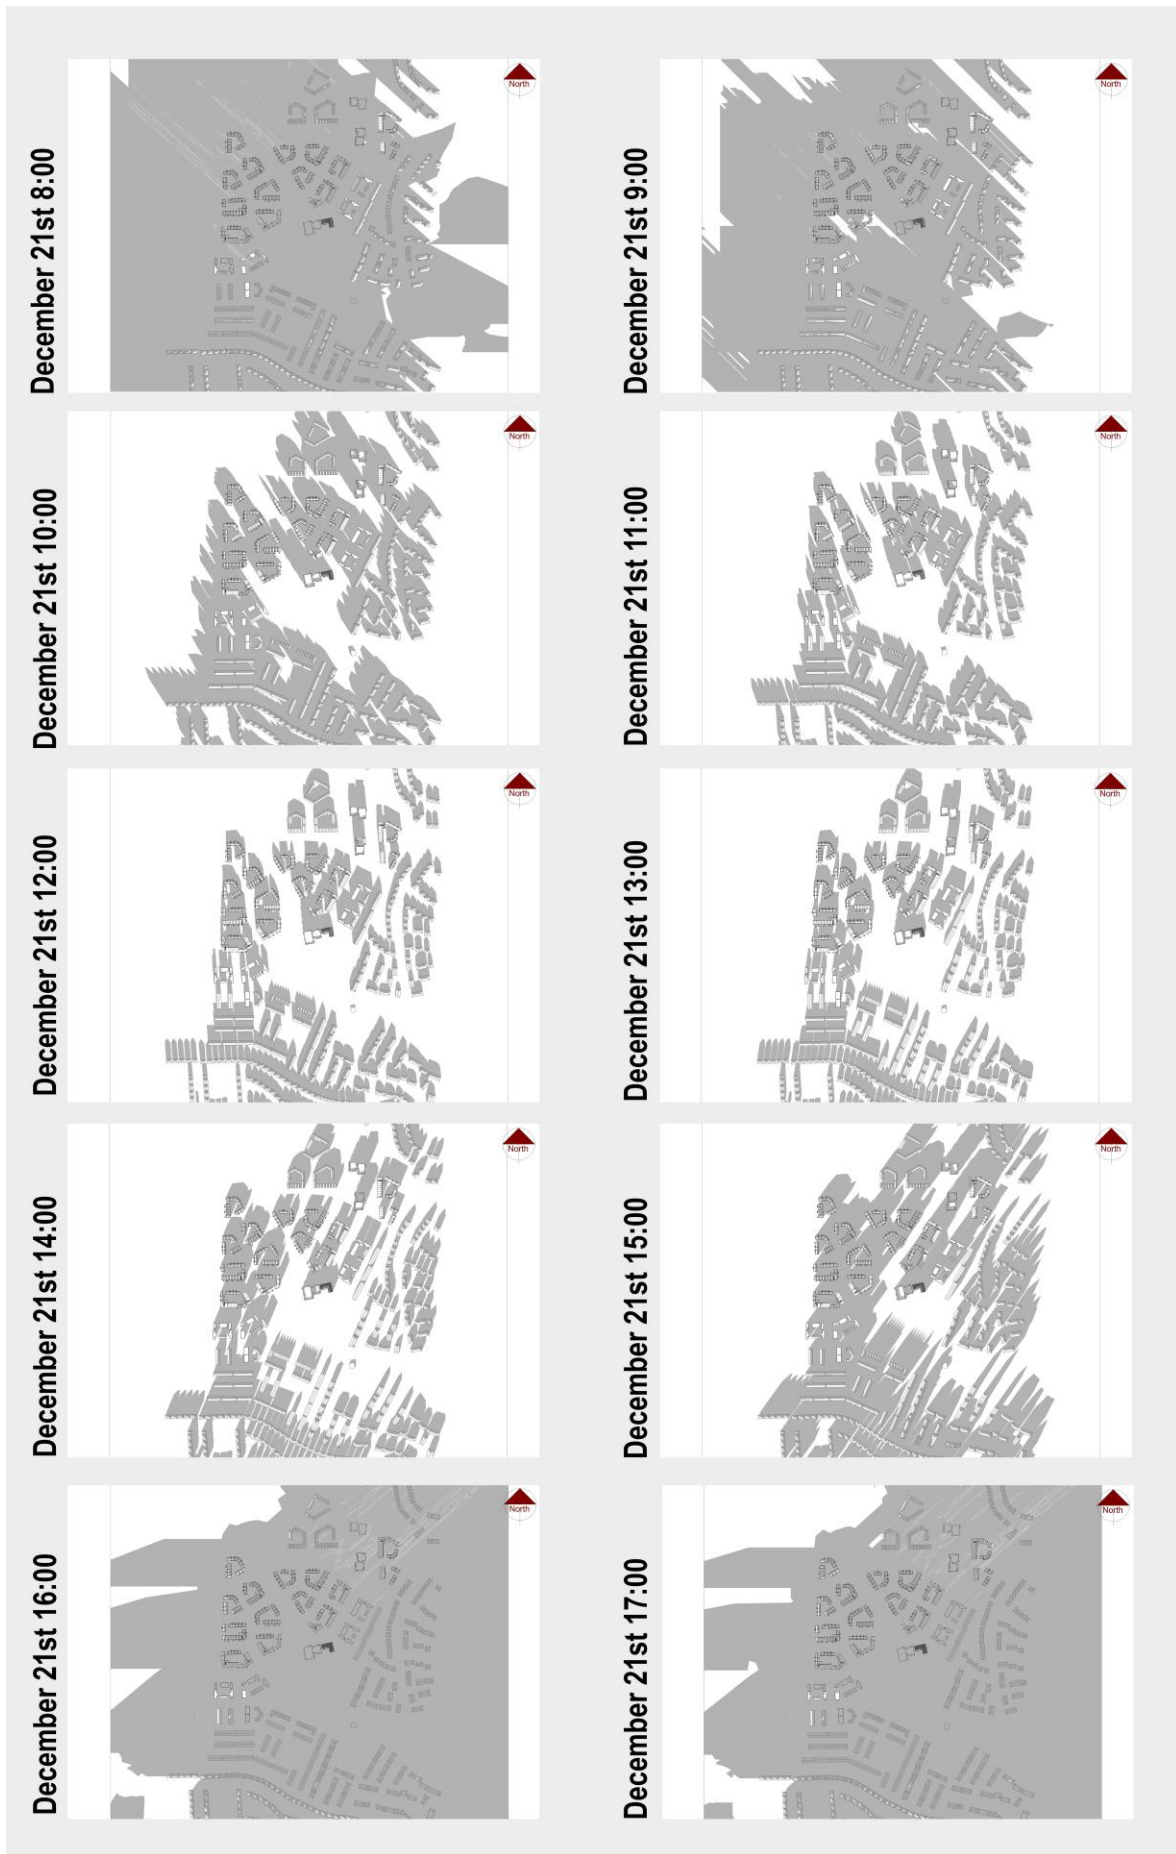 December 21st 8:00
North
December 21st 9:00
North
December 21st 10:00
North
December 21st 11:00
North
December 21st 12:00
North
December 21st 13:00
North
December 21st 14:00
North
December 21st 15:00
North
December 21st 16:00
North
December 21st 17:00
North